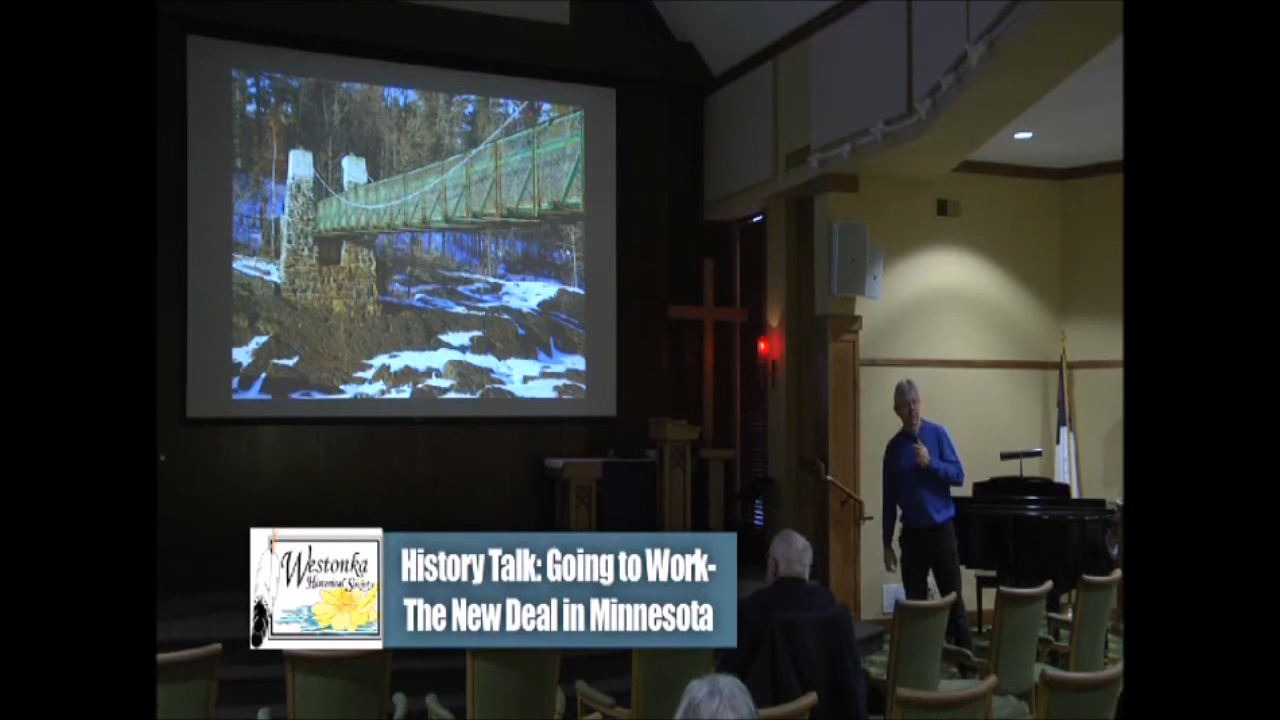 Westonka
Historical Society
History Talk: Going to Work-
The New Deal in Minnesota